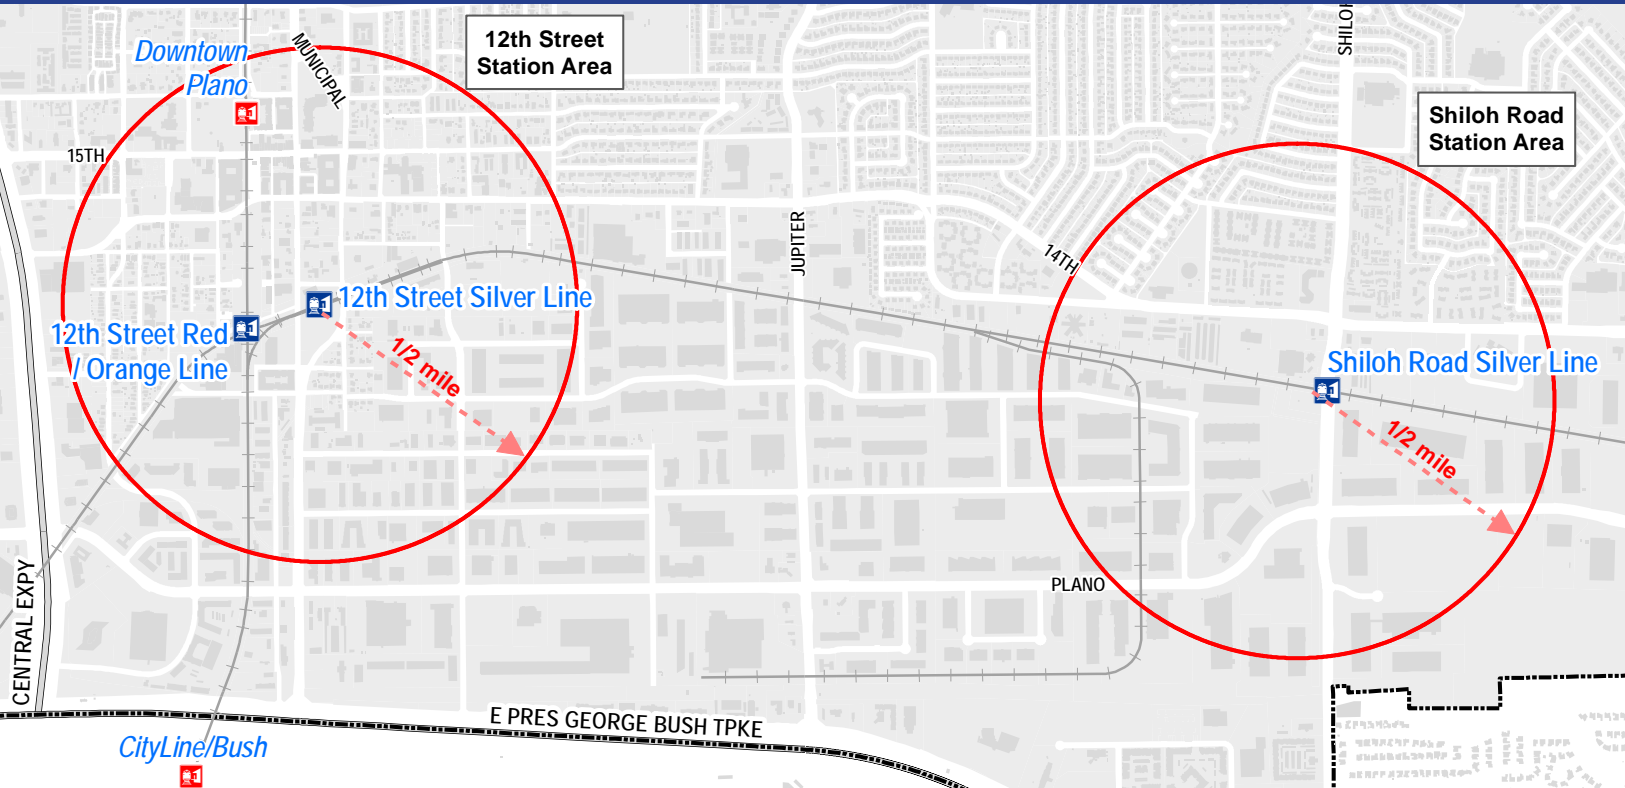 12th Street
Station Area
Downtown
Plano
MUNICIPAL
SHILOH
15TH
Shiloh Road
Station Area
JUPITER
14TH
12th Street Silver Line
12th Street Red
/ Orange Line
1/2 mile
Shiloh Road Silver Line
1/2 mile
PLANO
CENTRAL EXPY
E PRES GEORGE BUSH TPKE
CityLine/Bush